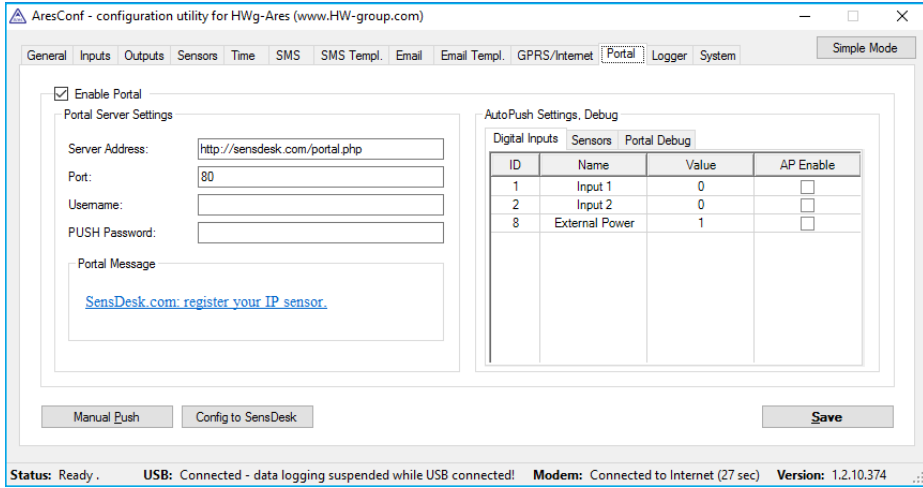 AresConf - configuration utility for HWg-Ares (www.HW-group.com)
General Inputs Outputs Sensors Time SMS SMS Templ. Email Email Templ. GPRS/Internet Portal Logger System
Simple Mode
Enable Portal
Portal Server Settings
Server Address: http://sensdesk.com/portal.php
Port: 80
Username:
PUSH Password:
Portal Message
SensDesk.com: register your IP sensor.
AutoPush Settings, Debug
Digital Inputs Sensors Portal Debug
ID Name Value AP Enable
1 Input 1 0
2 Input 2 0
8 External Power 1
Manual Push Config to SensDesk Save
Status: Ready . USB: Connected - data logging suspended while USB connected! Modem: Connected to Internet (27 sec) Version: 1.2.10.374